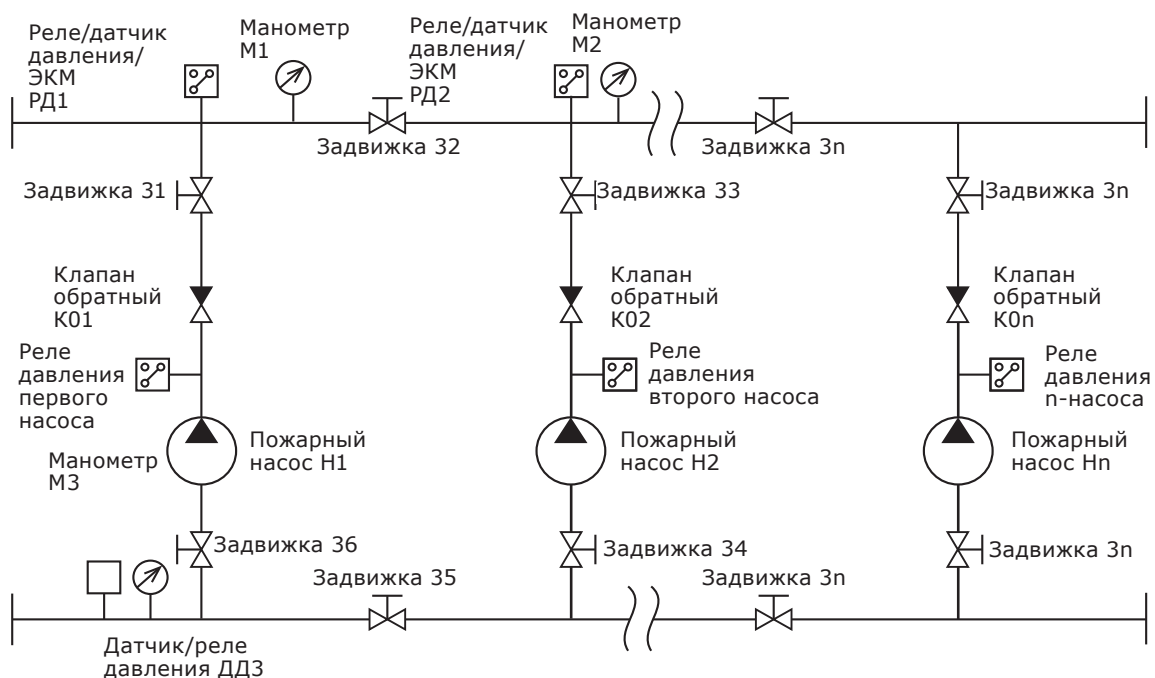 Реле/датчик
давления/
ЭКМ
РД1
Манометр
М1
Реле/датчик
давления/
ЭКМ
РД2
Манометр
М2
Задвижка 32
Задвижка 3n
Задвижка 31
Задвижка 33
Задвижка 3n
Клапан
обратный
К01
Клапан
обратный
К02
Клапан
обратный
К0n
Реле
давления
первого
насоса
Реле
давления
второго насоса
Реле
давления
n-насоса
Манометр
М3
Пожарный
насос Н1
Пожарный
насос Н2
Пожарный
насос Нn
Задвижка 36
Задвижка 34
Задвижка 3n
Задвижка 35
Задвижка 3n
Датчик/реле
давления ДД3